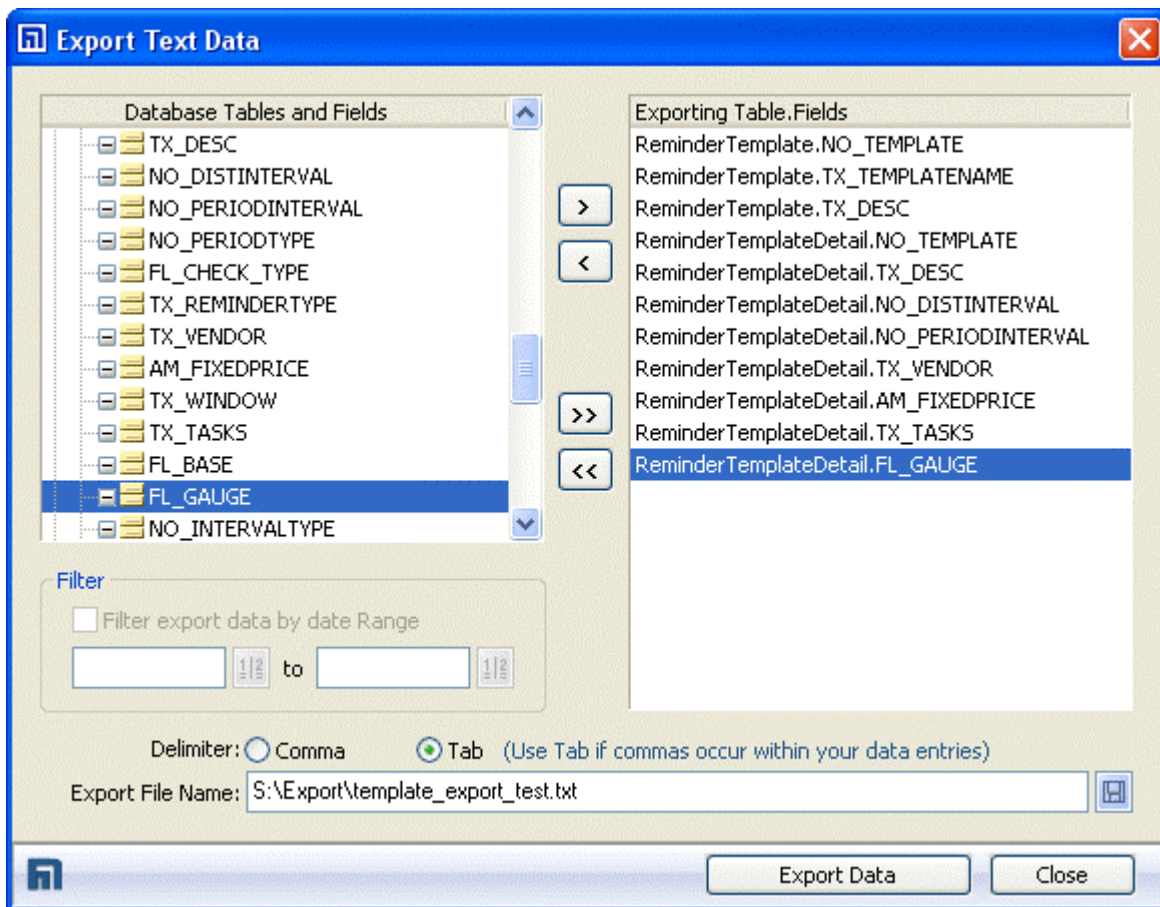 Export Text Data
Database Tables and Fields
TX_DESC
NO_DISTINTERVAL
NO_PERIODINTERVAL
NO_PERIODTYPE
FL_CHECK_TYPE
TX_REMINDERTYPE
TX_VENDOR
AM_FIXEDPRICE
TX_WINDOW
TX_TASKS
FL_BASE
FL_GAUGE
NO_INTERVALTYPE
>
<
>>
<<
Exporting Table.Fields
ReminderTemplate.NO_TEMPLATE
ReminderTemplate.TX_TEMPLATENAME
ReminderTemplate.TX_DESC
ReminderTemplateDetail.NO_TEMPLATE
ReminderTemplateDetail.TX_DESC
ReminderTemplateDetail.NO_DISTINTERVAL
ReminderTemplateDetail.NO_PERIODINTERVAL
ReminderTemplateDetail.TX_VENDOR
ReminderTemplateDetail.AM_FIXEDPRICE
ReminderTemplateDetail.TX_TASKS
ReminderTemplateDetail.FL_GAUGE
Filter
Filter export data by date Range
to
Delimiter: Comma Tab (Use Tab if commas occur within your data entries)
Export File Name: S:\Export\template_export_test.txt
Export Data Close